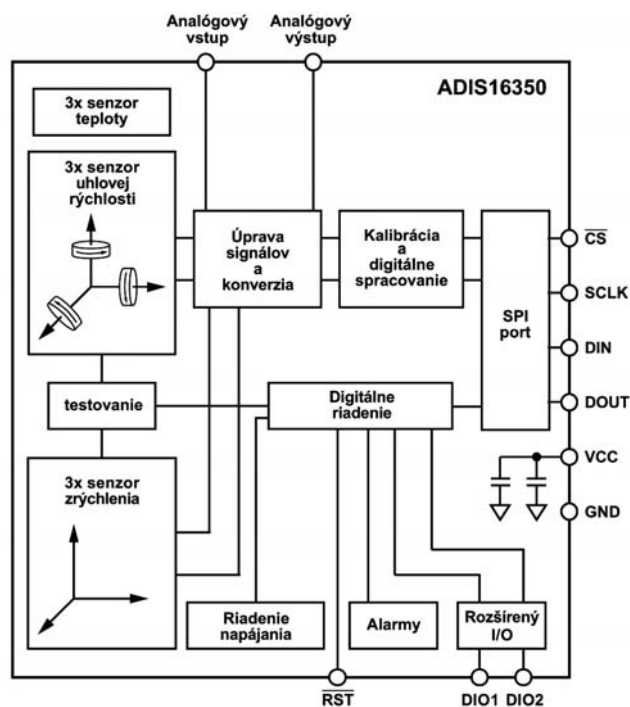 Analógový
vstup
Analógový
výstup
ADIS16350
3x senzor
teploty
3x senzor
uhlovej
rýchlosti
Úprava
signálov
a
konverzia
Kalibrácia
a
digitálne
spracovanie
SPI
port
CS
SCLK
DIN
DOUT
VCC
GND
testovanie
Digitálne
riadenie
3x senzor
zrýchlenia
Riadenie
napájania
Alarmy
Rozšírený
I/O
RST
DIO1
DIO2